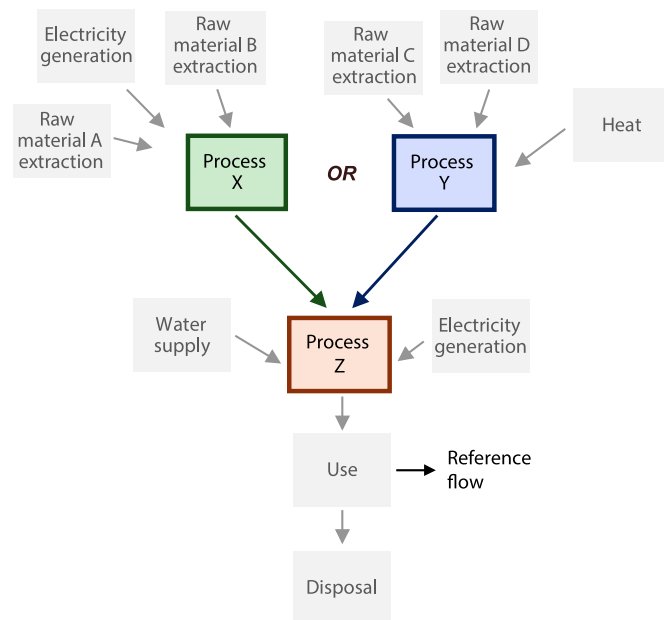 Electricity
generation
Raw
material B
extraction
Raw
material C
extraction
Raw
material D
extraction
Raw
material A
extraction
Process
X
OR
Process
Y
Heat
Water
supply
Process
Z
Electricity
generation
Use
Reference
flow
Disposal